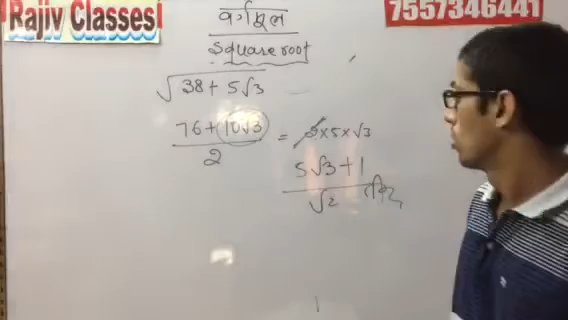 Rajiv Classes
7557346441
वर्गमूल
Square root
√38 + 5√3
76 + 10√3 = 2×5×√3
2
5√3 + 1
√2